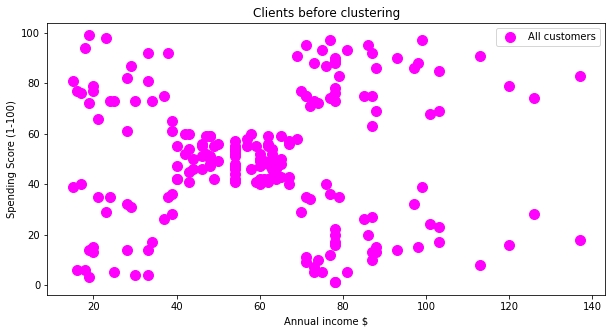 Clients before clustering
All customers
Spending Score (1-100)
100
80
60
40
20
0
20 40 60 80 100 120 140
Annual income $